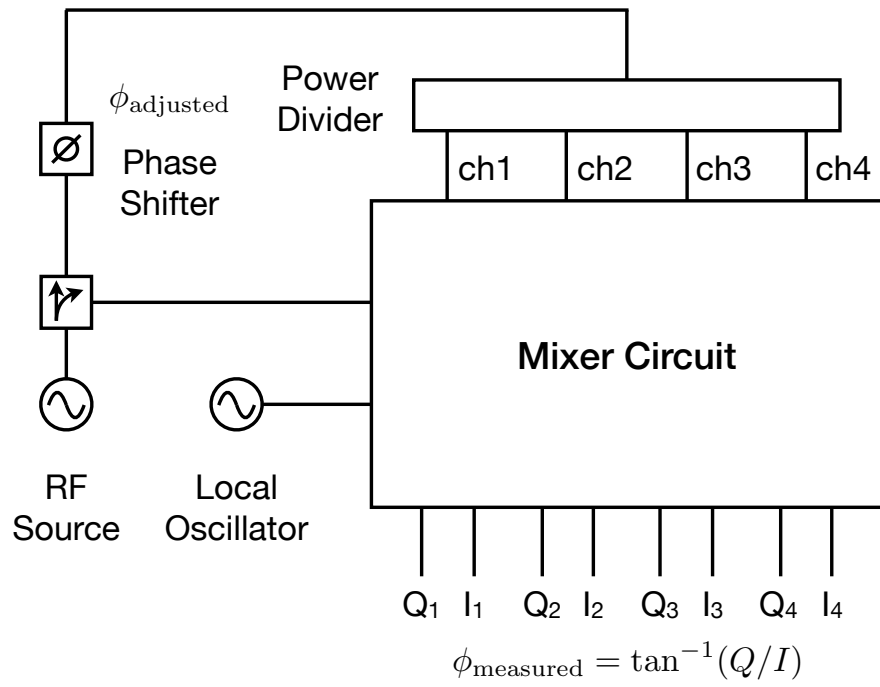 Power
Divider
ϕadjusted
Phase
Shifter
ch1 ch2 ch3 ch4
Mixer Circuit
RF
Source
Local
Oscillator
Q1 I1 Q2 I2 Q3 I3 Q4 I4
ϕmeasured = tan−1(Q/I)